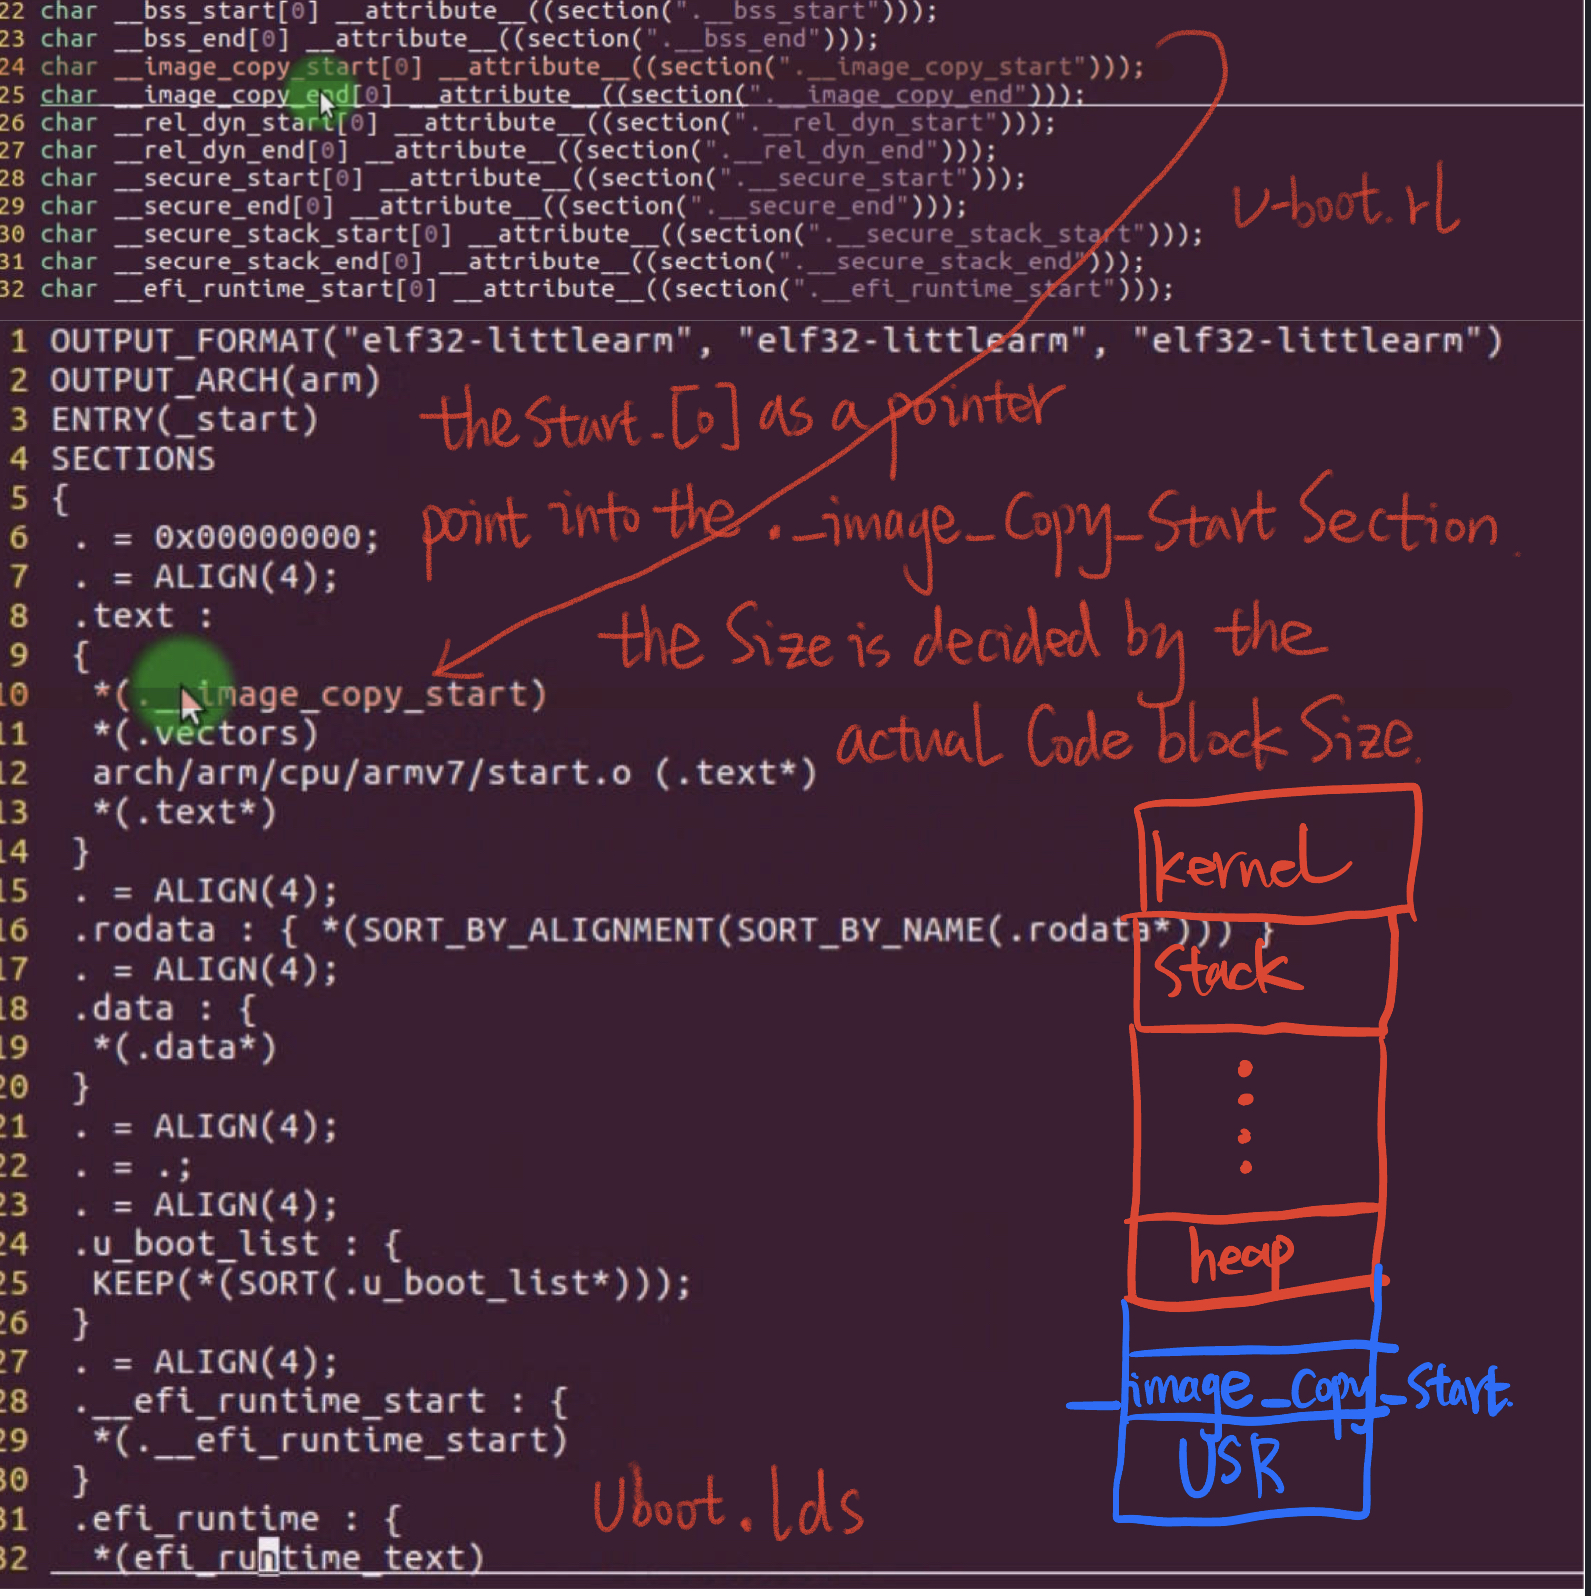 22 char __bss_start[0] __attribute__((section(".__bss_start")));
23 char __bss_end[0] __attribute__((section(".__bss_end")));
24 char __image_copy_start[0] __attribute__((section(".__image_copy_start")));
25 char __image_copy_end[0] __attribute__((section(".__image_copy_end")));
26 char __rel_dyn_start[0] __attribute__((section(".__rel_dyn_start")));
27 char __rel_dyn_end[0] __attribute__((section(".__rel_dyn_end")));
28 char __secure_start[0] __attribute__((section(".__secure_start")));
29 char __secure_end[0] __attribute__((section(".__secure_end")));
30 char __secure_stack_start[0] __attribute__((section(".__secure_stack_start")));
31 char __secure_stack_end[0] __attribute__((section(".__secure_stack_end")));
32 char __efi_runtime_start[0] __attribute__((section(".__efi_runtime_start")));
U-boot.rl
1 OUTPUT_FORMAT("elf32-littlearm", "elf32-littlearm", "elf32-littlearm")
2 OUTPUT_ARCH(arm)
3 ENTRY(_start)
4 SECTIONS
5 {
6 . = 0x00000000;
7 . = ALIGN(4);
8 .text :
9 {
10 *(.__image_copy_start)
11 *(.vectors)
12 arch/arm/cpu/armv7/start.o (.text*)
13 *(.text*)
14 }
15 . = ALIGN(4);
16 .rodata : { *(SORT_BY_ALIGNMENT(SORT_BY_NAME(.rodata*))) }
17 . = ALIGN(4);
18 .data : {
19 *(.data*)
20 }
21 . = ALIGN(4);
22 . = .;
23 . = ALIGN(4);
24 .u_boot_list : {
25 KEEP(*(SORT(.u_boot_list*)));
26 }
27 . = ALIGN(4);
28 .__efi_runtime_start : {
29 *(.__efi_runtime_start)
30 }
31 .efi_runtime : {
32 *(efi_runtime_text)
the Start_[0] as a pointer
point into the ._image_Copy_Start Section.
the Size is decided by the
actual Code block Size.
kernel
Stack
heap
_image_Copy_Start.
USR
Uboot.lds